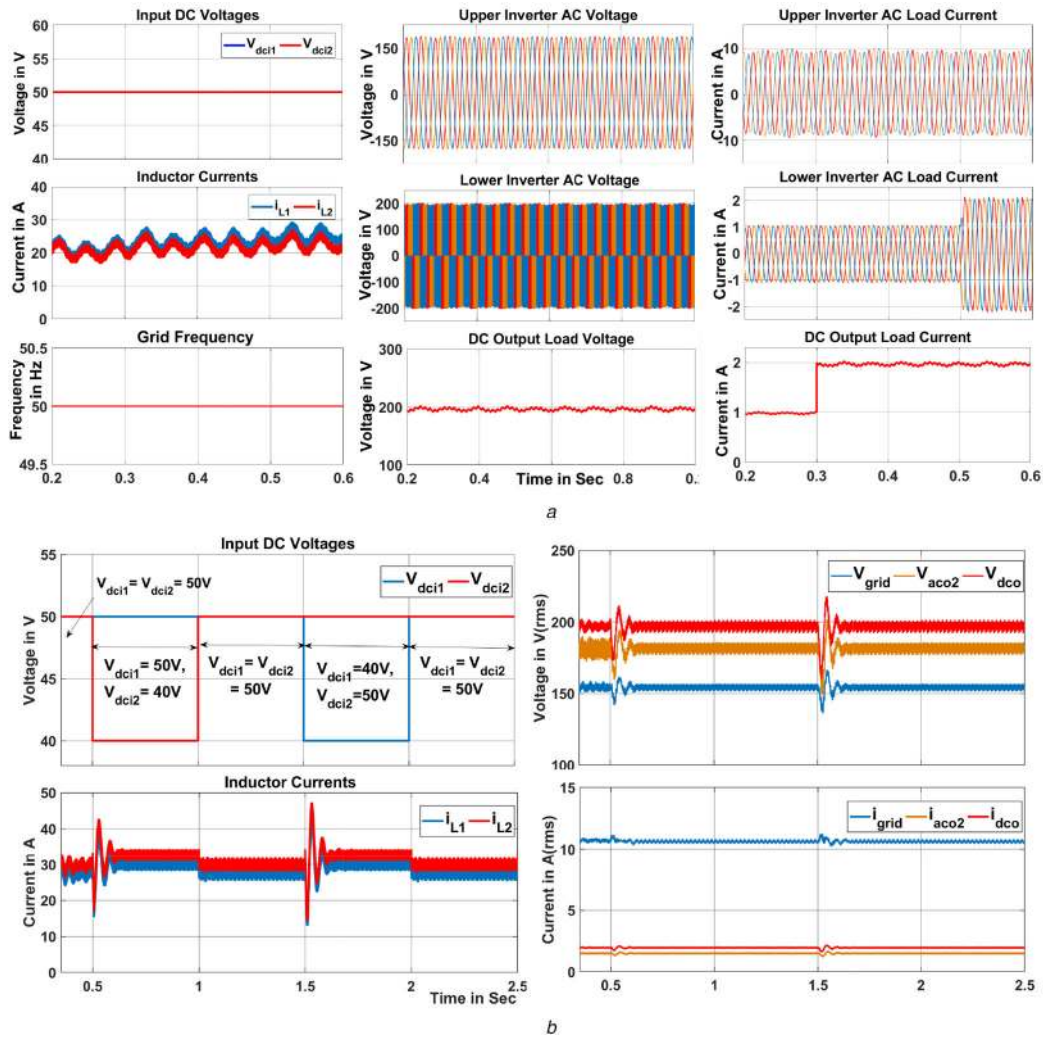 Input DC Voltages
60
55
50
45
40
Voltage in V
V_dci1 V_dci2
Upper Inverter AC Voltage
150
0
-150
Voltage in V
Upper Inverter AC Load Current
10
0
-10
Current in A
Inductor Currents
40
30
20
10
0
Current in A
i_L1 i_L2
Lower Inverter AC Voltage
200
100
0
-100
-200
Voltage in V
Lower Inverter AC Load Current
2
1
0
-1
-2
Current in A
Grid Frequency
50.5
50
49.5
Frequency
in Hz
0.2 0.3 0.4 0.5 0.6
DC Output Load Voltage
300
200
100
Voltage in V
0.2 0.4 0.6 0.8
Time in Sec
DC Output Load Current
2
1
0
Current in A
0.2 0.3 0.4 0.5 0.6
a
Input DC Voltages
55
50
45
40
Voltage in V
V_dci1 V_dci2
V_dci1 = V_dci2 = 50V
V_dci1 = 50V,
V_dci2 = 40V
V_dci1 = V_dci2
= 50V
V_dci1 =40V,
V_dci2 =50V
V_dci1 = V_dci2
= 50V
200
150
100
Voltage in V(rms)
V_grid V_aco2 V_dco
0.5 1 1.5 2 2.5
Inductor Currents
50
40
30
20
10
0
Current in A
i_L1 i_L2
0.5 1 1.5 2 2.5
Time in Sec
15
10
5
0
Current in A(rms)
i_grid i_aco2 i_dco
0.5 1 1.5 2 2.5
b